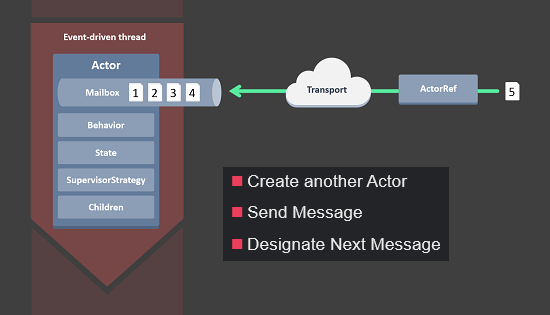 Event-driven thread
Actor
Mailbox 1 2 3 4
Transport
ActorRef
5
Behavior
State
SupervisorStrategy
Children
Create another Actor
Send Message
Designate Next Message